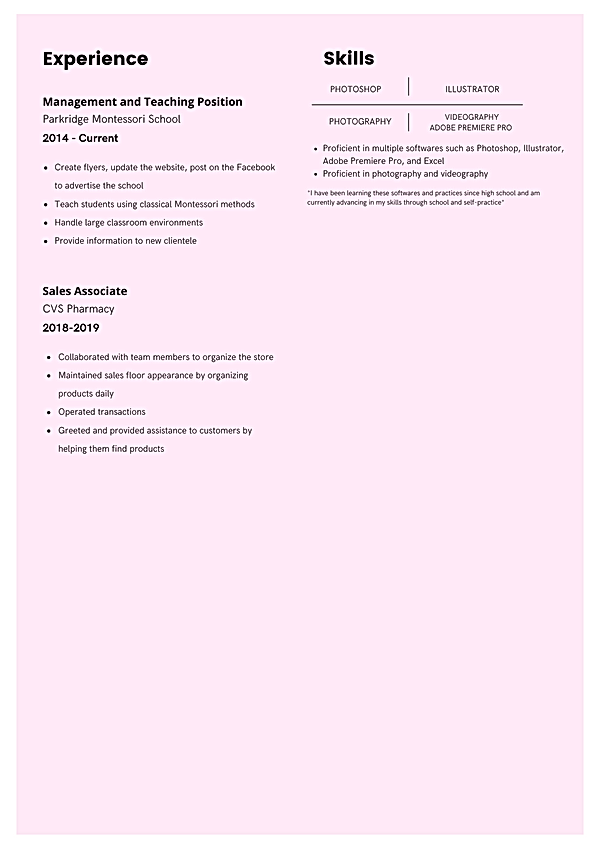 Experience
Management and Teaching Position
Parkridge Montessori School
2014 - Current
Create flyers, update the website, post on the Facebook
to advertise the school
Teach students using classical Montessori methods
Handle large classroom environments
Provide information to new clientele
Sales Associate
CVS Pharmacy
2018-2019
Collaborated with team members to organize the store
Maintained sales floor appearance by organizing
products daily
Operated transactions
Greeted and provided assistance to customers by
helping them find products
Skills
PHOTOSHOP
ILLUSTRATOR
PHOTOGRAPHY
VIDEOGRAPHY
ADOBE PREMIERE PRO
Proficient in multiple softwares such as Photoshop, Illustrator,
Adobe Premiere Pro, and Excel
Proficient in photography and videography
"I have been learning these softwares and practices since high school and am
currently advancing in my skills through school and self-practice"